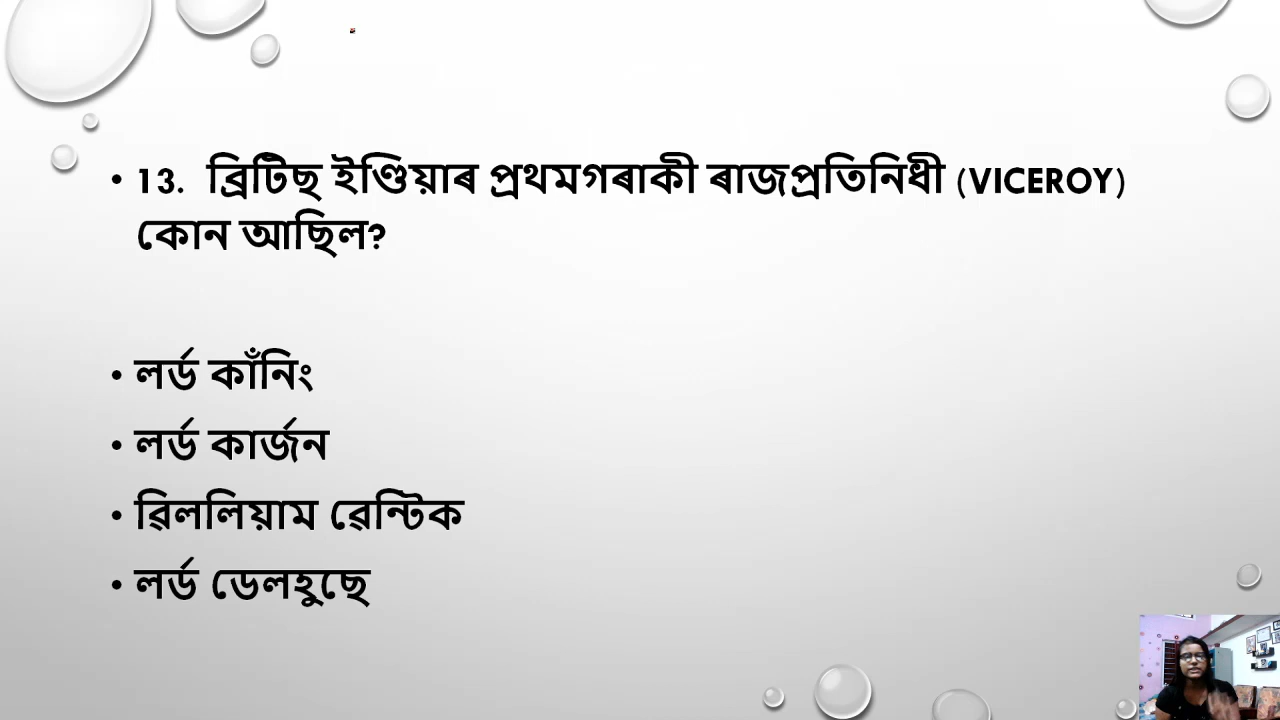 • 13. ব্ৰিটিছ ইণ্ডিয়াৰ প্ৰথমগৰাকী ৰাজপ্ৰতিনিধী (VICEROY)
কোন আছিল?
• লৰ্ড কাঁনিং
• লৰ্ড কাৰ্জন
• ৱিললিয়াম ৱেন্টিক
• লৰ্ড ডেলহুছে